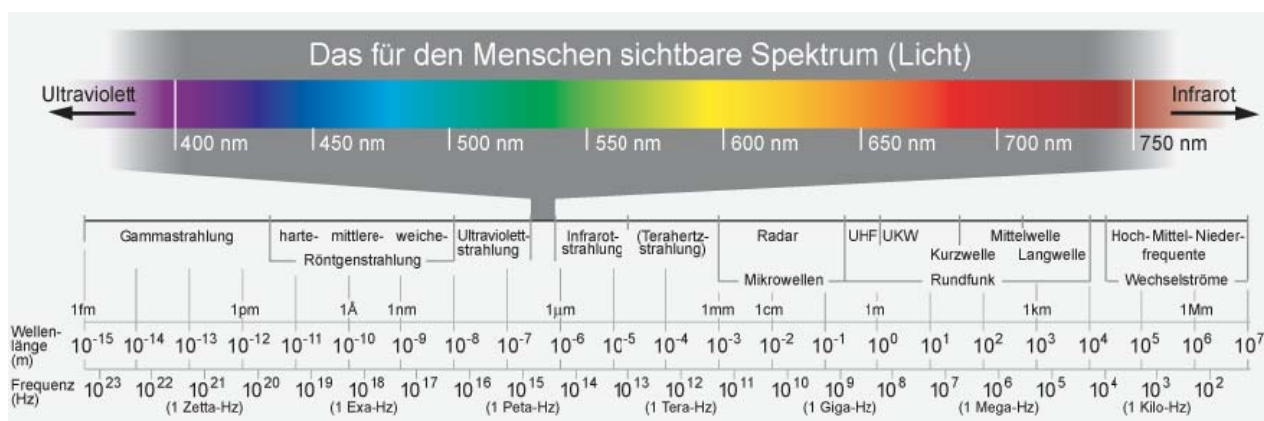 Das für den Menschen sichtbare Spektrum (Licht)
Ultraviolett
Infrarot
400 nm 450 nm 500 nm 550 nm 600 nm 650 nm 700 nm 750 nm
Gammastrahlung harte- mittlere- weiche- Ultraviolett- Infrarot- (Terahertz- Radar UHF UKW Mittelwelle Hoch- Mittel- Nieder-
Röntgenstrahlung strahlung strahlung strahlung) Kurzwelle Langwelle frequente
Mikrowellen Rundfunk Wechselströme
1fm 1pm 1Å 1nm 1µm 1mm 1cm 1m 1km 1Mm
Wellen-
länge
(m)
10⁻¹⁵ 10⁻¹⁴ 10⁻¹³ 10⁻¹² 10⁻¹¹ 10⁻¹⁰ 10⁻⁹ 10⁻⁸ 10⁻⁷ 10⁻⁶ 10⁻⁵ 10⁻⁴ 10⁻³ 10⁻² 10⁻¹ 10⁰ 10¹ 10² 10³ 10⁴ 10⁵ 10⁶ 10⁷
Frequenz
(Hz)
10²³ 10²² 10²¹ 10²⁰ 10¹⁹ 10¹⁸ 10¹⁷ 10¹⁶ 10¹⁵ 10¹⁴ 10¹³ 10¹² 10¹¹ 10¹⁰ 10⁹ 10⁸ 10⁷ 10⁶ 10⁵ 10⁴ 10³ 10²
(1 Zetta-Hz) (1 Exa-Hz) (1 Peta-Hz) (1 Tera-Hz) (1 Giga-Hz) (1 Mega-Hz) (1 Kilo-Hz)